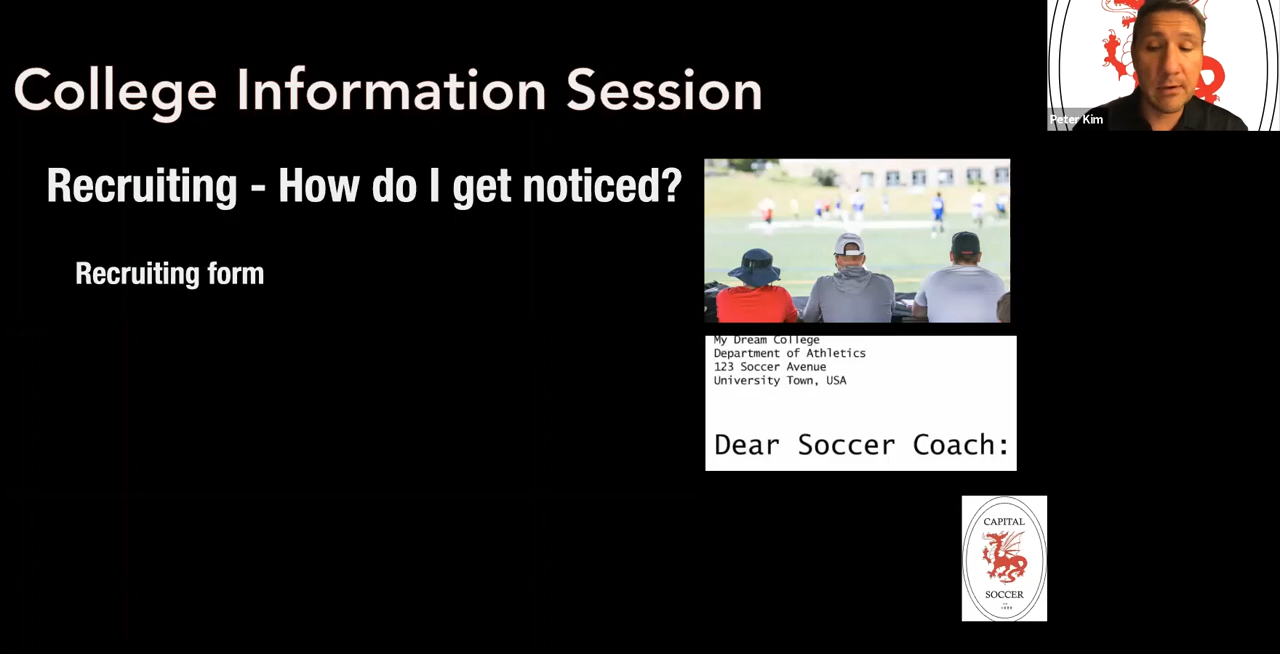 College Information Session
Peter Kim
Recruiting - How do I get noticed?
Recruiting form
My Dream College
Department of Athletics
123 Soccer Avenue
University Town, USA
Dear Soccer Coach:
CAPITAL
SOCCER